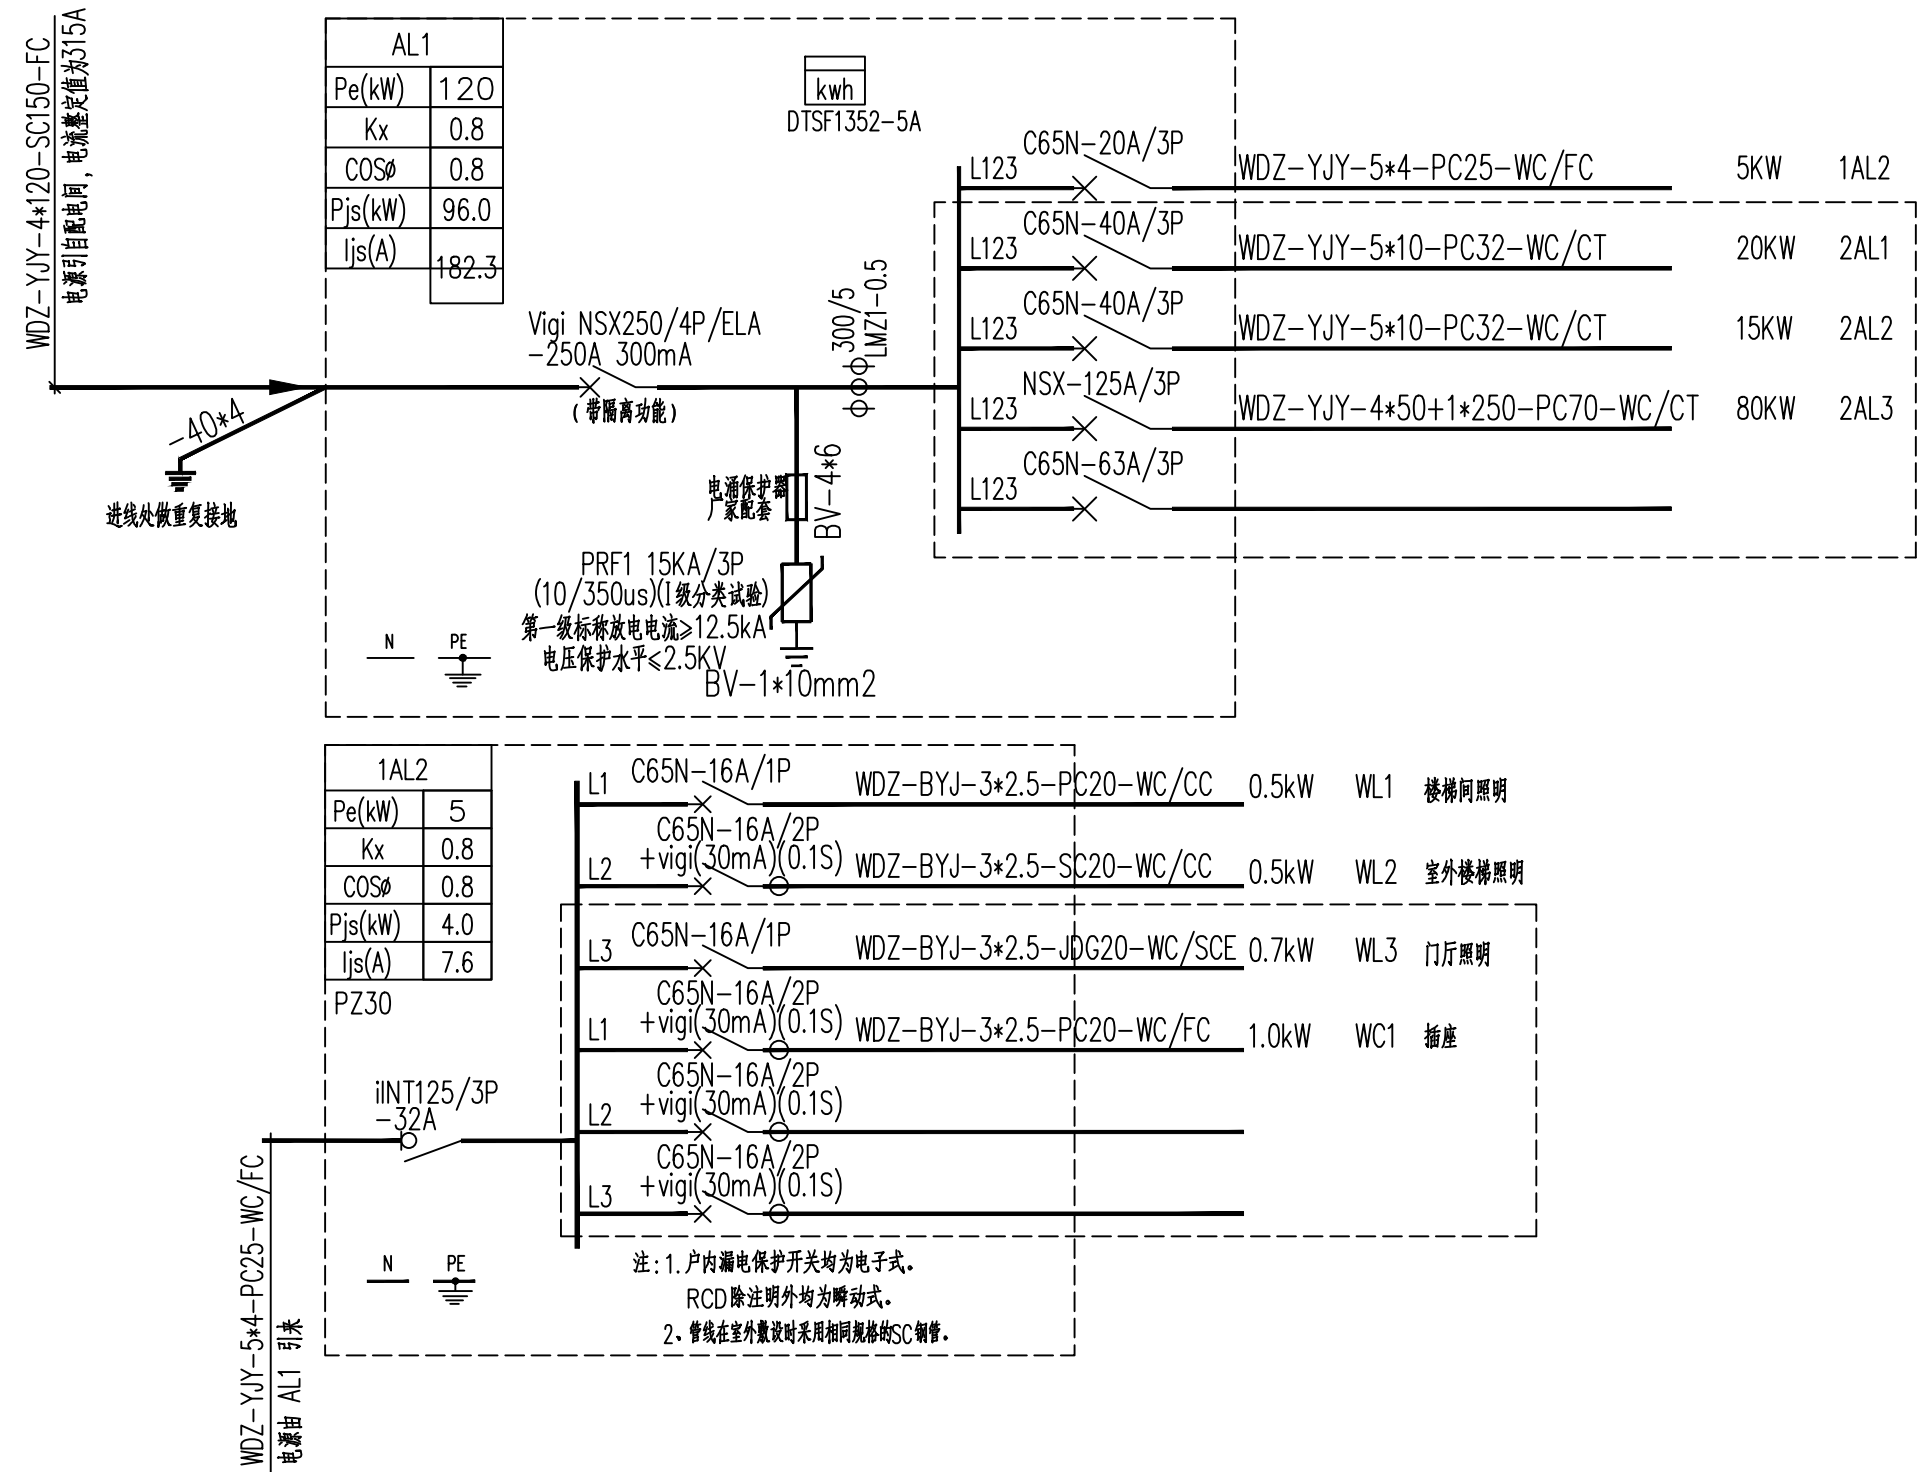 WDZ-YJY-4*120-SC150-FC
电源引自配电间，电流整定值为315A
AL1
Pe(kW) 120
Kx 0.8
COSø 0.8
Pjs(kW) 96.0
Ijs(A) 182.3
kwh
DTSF1352-5A
Vigi NSX250/4P/ELA
-250A 300mA
(带隔离功能)
300/5
LMZ1-0.5
-40*4
进线处做重复接地
电涌保护器
厂家配套
BV-4*6
PRF1 15KA/3P
(10/350us)(I级分类试验)
第一级标称放电电流≥12.5kA
电压保护水平≤2.5KV
BV-1*10mm2
N PE
L123 C65N-20A/3P WDZ-YJY-5*4-PC25-WC/FC 5KW 1AL2
L123 C65N-40A/3P WDZ-YJY-5*10-PC32-WC/CT 20KW 2AL1
L123 C65N-40A/3P WDZ-YJY-5*10-PC32-WC/CT 15KW 2AL2
L123 NSX-125A/3P WDZ-YJY-4*50+1*250-PC70-WC/CT 80KW 2AL3
L123 C65N-63A/3P
1AL2
Pe(kW) 5
Kx 0.8
COSø 0.8
Pjs(kW) 4.0
Ijs(A) 7.6
PZ30
iINT125/3P
-32A
WDZ-YJY-5*4-PC25-WC/FC
电源由 AL1 引来
N PE
L1 C65N-16A/1P WDZ-BYJ-3*2.5-PC20-WC/CC 0.5kW WL1 楼梯间照明
C65N-16A/2P
L2 +vigi(30mA)(0.1S) WDZ-BYJ-3*2.5-SC20-WC/CC 0.5kW WL2 室外楼梯照明
L3 C65N-16A/1P WDZ-BYJ-3*2.5-JDG20-WC/SCE 0.7kW WL3 门厅照明
C65N-16A/2P
L1 +vigi(30mA)(0.1S) WDZ-BYJ-3*2.5-PC20-WC/FC 1.0kW WC1 插座
C65N-16A/2P
L2 +vigi(30mA)(0.1S)
C65N-16A/2P
L3 +vigi(30mA)(0.1S)
注:1.户内漏电保护开关均为电子式。
RCD除注明外均为瞬动式。
2、管线在室外敷设时采用相同规格的SC钢管。